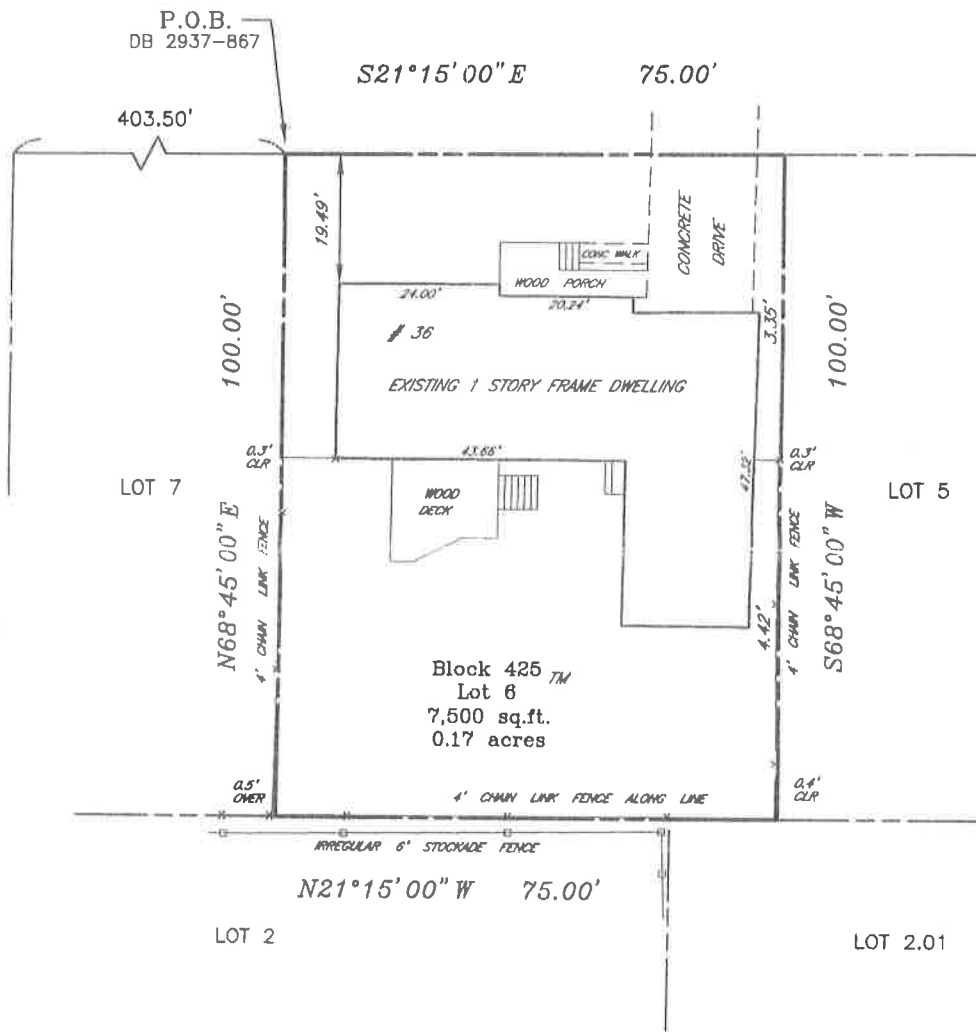 P.O.B.
DB 2937-867
S21°15'00"E 75.00'
403.50'
19.49'
CONC WALK
CONCRETE
DRIVE
WOOD PORCH
24.00'
20.24'
3.35'
# 36
100.00'
100.00'
EXISTING 1 STORY FRAME DWELLING
0.3'
CLR
0.3'
CLR
LOT 7
WOOD
DECK
LOT 5
N68°45'00"E
4' CHAIN LINK FENCE
4' CHAIN LINK FENCE
S68°45'00"W
4.42'
Block 425 TM
Lot 6
7,500 sq.ft.
0.17 acres
0.5'
OVER
4' CHAIN LINK FENCE ALONG LINE
0.4'
CLR
IRREGULAR 6' STOCKADE FENCE
N21°15'00"W 75.00'
LOT 2
LOT 2.01